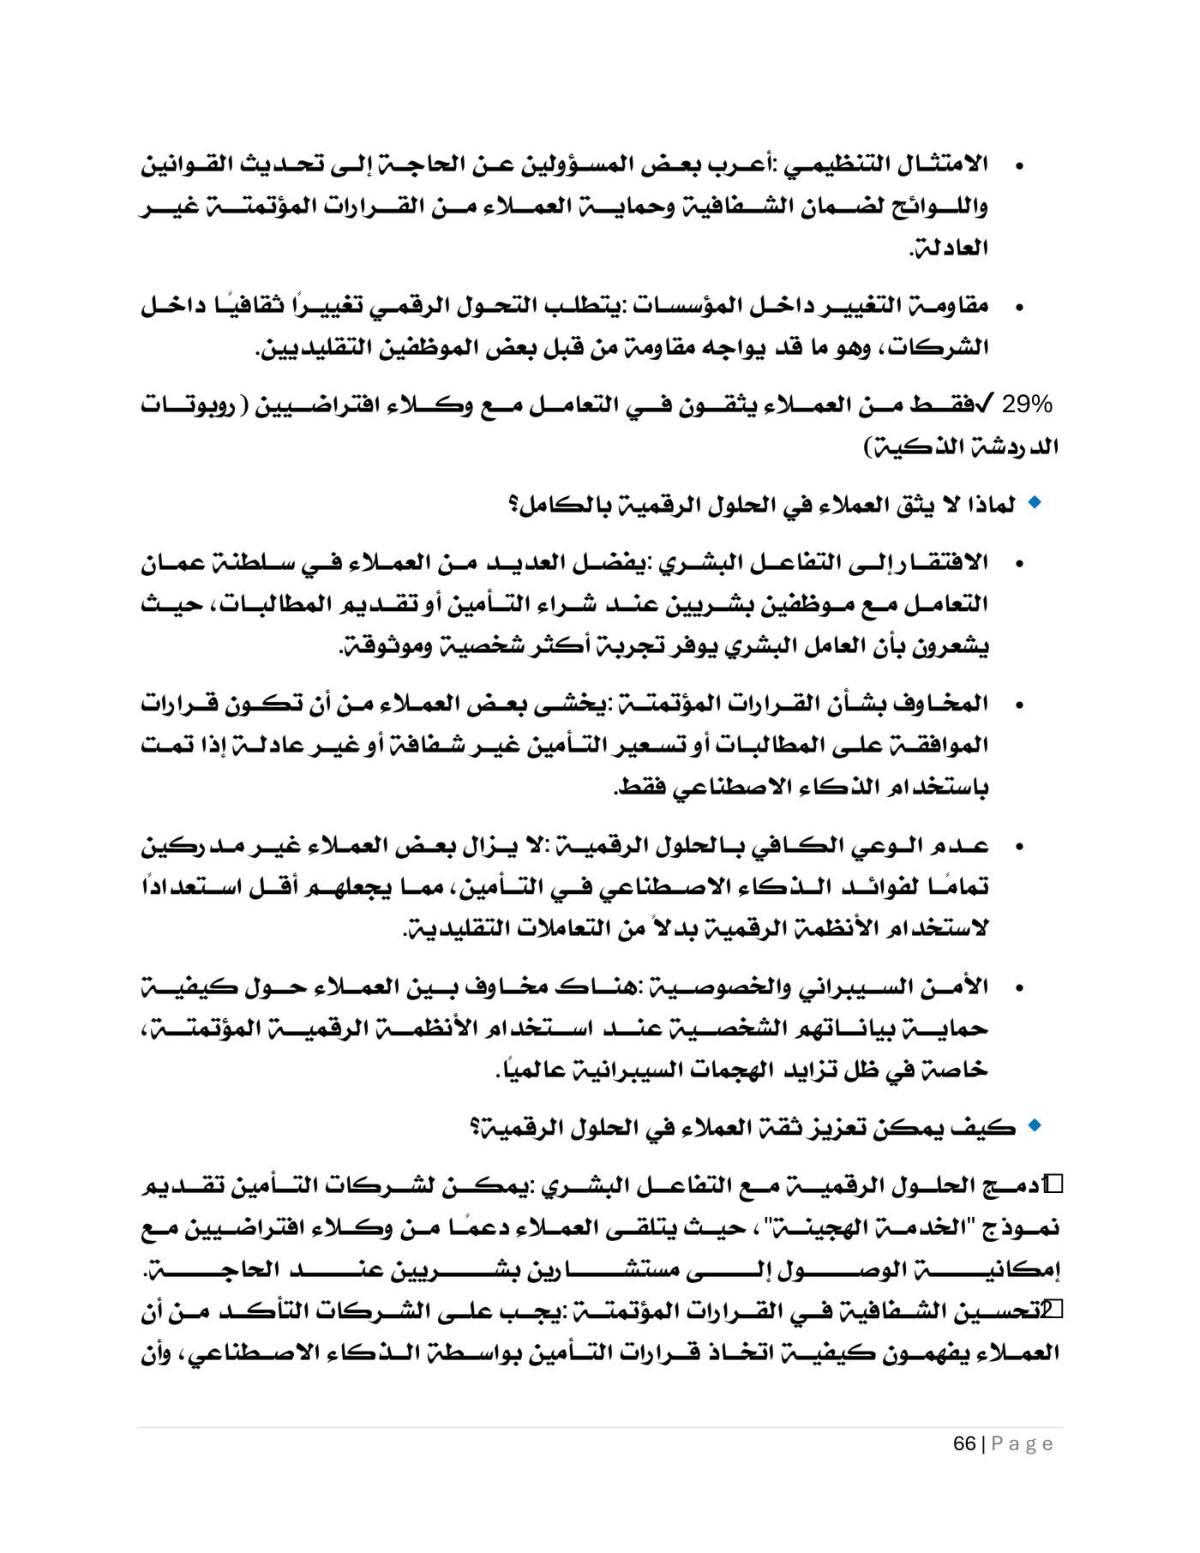 • الامتثال التنظيمي :أعرب بعض المسؤولين عن الحاجة إلى تحديث القوانين
واللوائح لضمان الشفافية وحماية العملاء من القرارات المؤتمتة غير
العادلة.
• مقاومة التغيير داخل المؤسسات :يتطلب التحول الرقمي تغييرًا ثقافيًا داخل
الشركات، وهو ما قد يواجه مقاومة من قبل بعض الموظفين التقليديين.
29% ✓فقط من العملاء يثقون في التعامل مع وكلاء افتراضيين (روبوتات
الدردشة الذكية)
🔹 لماذا لا يثق العملاء في الحلول الرقمية بالكامل؟
• الافتقار إلى التفاعل البشري :يفضل العديد من العملاء في سلطنة عمان
التعامل مع موظفين بشريين عند شراء التأمين أو تقديم المطالبات، حيث
يشعرون بأن العامل البشري يوفر تجربة أكثر شخصية وموثوقة.
• المخاوف بشأن القرارات المؤتمتة :يخشى بعض العملاء من أن تكون قرارات
الموافقة على المطالبات أو تسعير التأمين غير شفافة أو غير عادلة إذا تمت
باستخدام الذكاء الاصطناعي فقط.
• عدم الوعي الكافي بالحلول الرقمية :لا يزال بعض العملاء غير مدركين
تمامًا لفوائد الذكاء الاصطناعي في التأمين، مما يجعلهم أقل استعدادًا
لاستخدام الأنظمة الرقمية بدلاً من التعاملات التقليدية.
• الأمن السيبراني والخصوصية :هناك مخاوف بين العملاء حول كيفية
حماية بياناتهم الشخصية عند استخدام الأنظمة الرقمية المؤتمتة،
خاصة في ظل تزايد الهجمات السيبرانية عالميًا.
🔹 كيف يمكن تعزيز ثقة العملاء في الحلول الرقمية؟
1دمج الحلول الرقمية مع التفاعل البشري :يمكن لشركات التأمين تقديم
نموذج "الخدمة الهجينة"، حيث يتلقى العملاء دعمًا من وكلاء افتراضيين مع
إمكانية الوصول إلى مستشارين بشريين عند الحاجة.
2تحسين الشفافية في القرارات المؤتمتة :يجب على الشركات التأكد من أن
العملاء يفهمون كيفية اتخاذ قرارات التأمين بواسطة الذكاء الاصطناعي، وأن
66 | Page